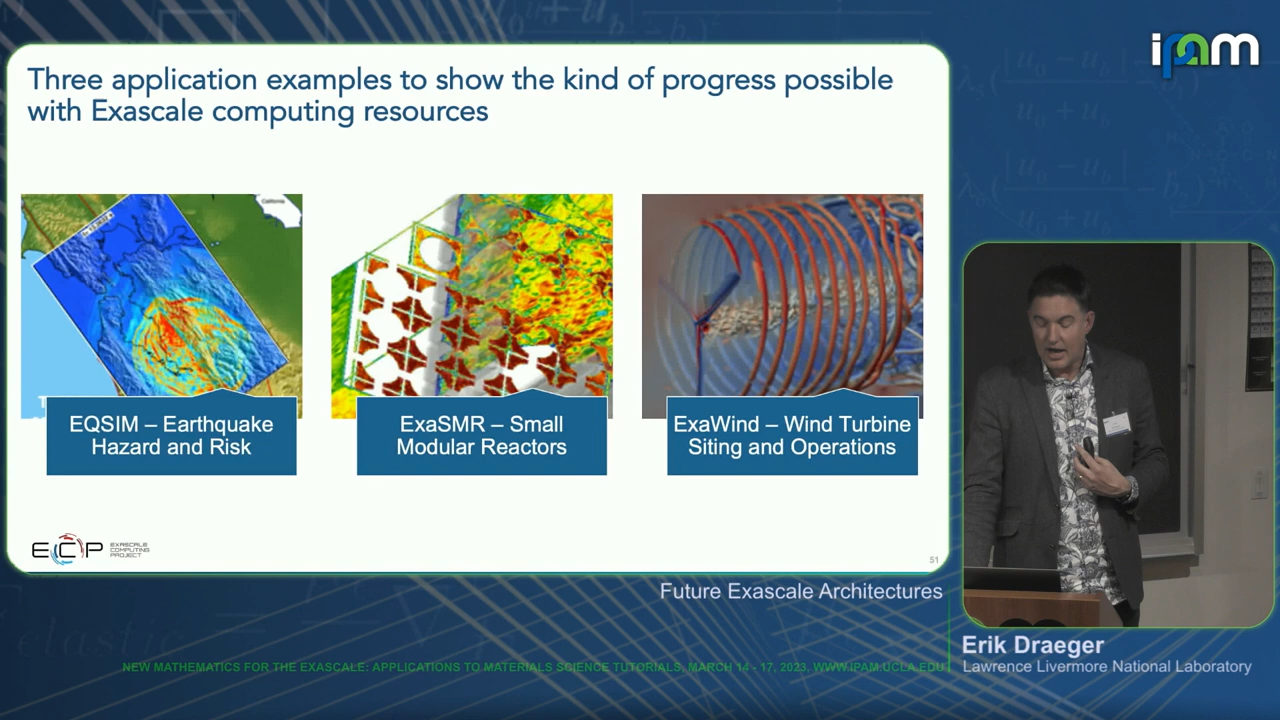 ipam
Three application examples to show the kind of progress possible
with Exascale computing resources
California
EQSIM – Earthquake
Hazard and Risk
ExaSMR – Small
Modular Reactors
ExaWind – Wind Turbine
Siting and Operations
ECP
EXASCALE
COMPUTING
PROJECT
51
Future Exascale Architectures
Erik Draeger
Lawrence Livermore National Laboratory
NEW MATHEMATICS FOR THE EXASCALE: APPLICATIONS TO MATERIALS SCIENCE TUTORIALS, MARCH 14 - 17, 2023, WWW.IPAM.UCLA.EDU
elastic